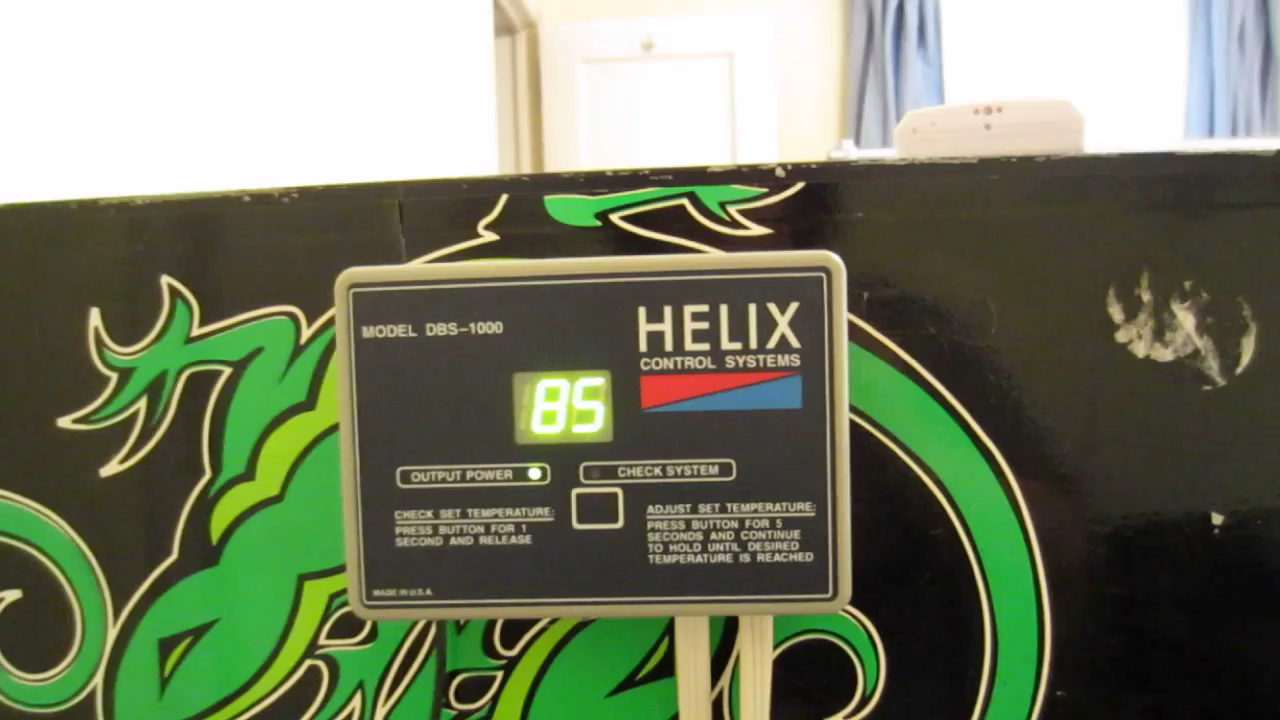 MODEL DBS-1000
HELIX
CONTROL SYSTEMS
85
OUTPUT POWER
CHECK SYSTEM
CHECK SET TEMPERATURE:
PRESS BUTTON FOR 1
SECOND AND RELEASE
ADJUST SET TEMPERATURE:
PRESS BUTTON FOR 5
SECONDS AND CONTINUE
TO HOLD UNTIL DESIRED
TEMPERATURE IS REACHED
MADE IN U.S.A.